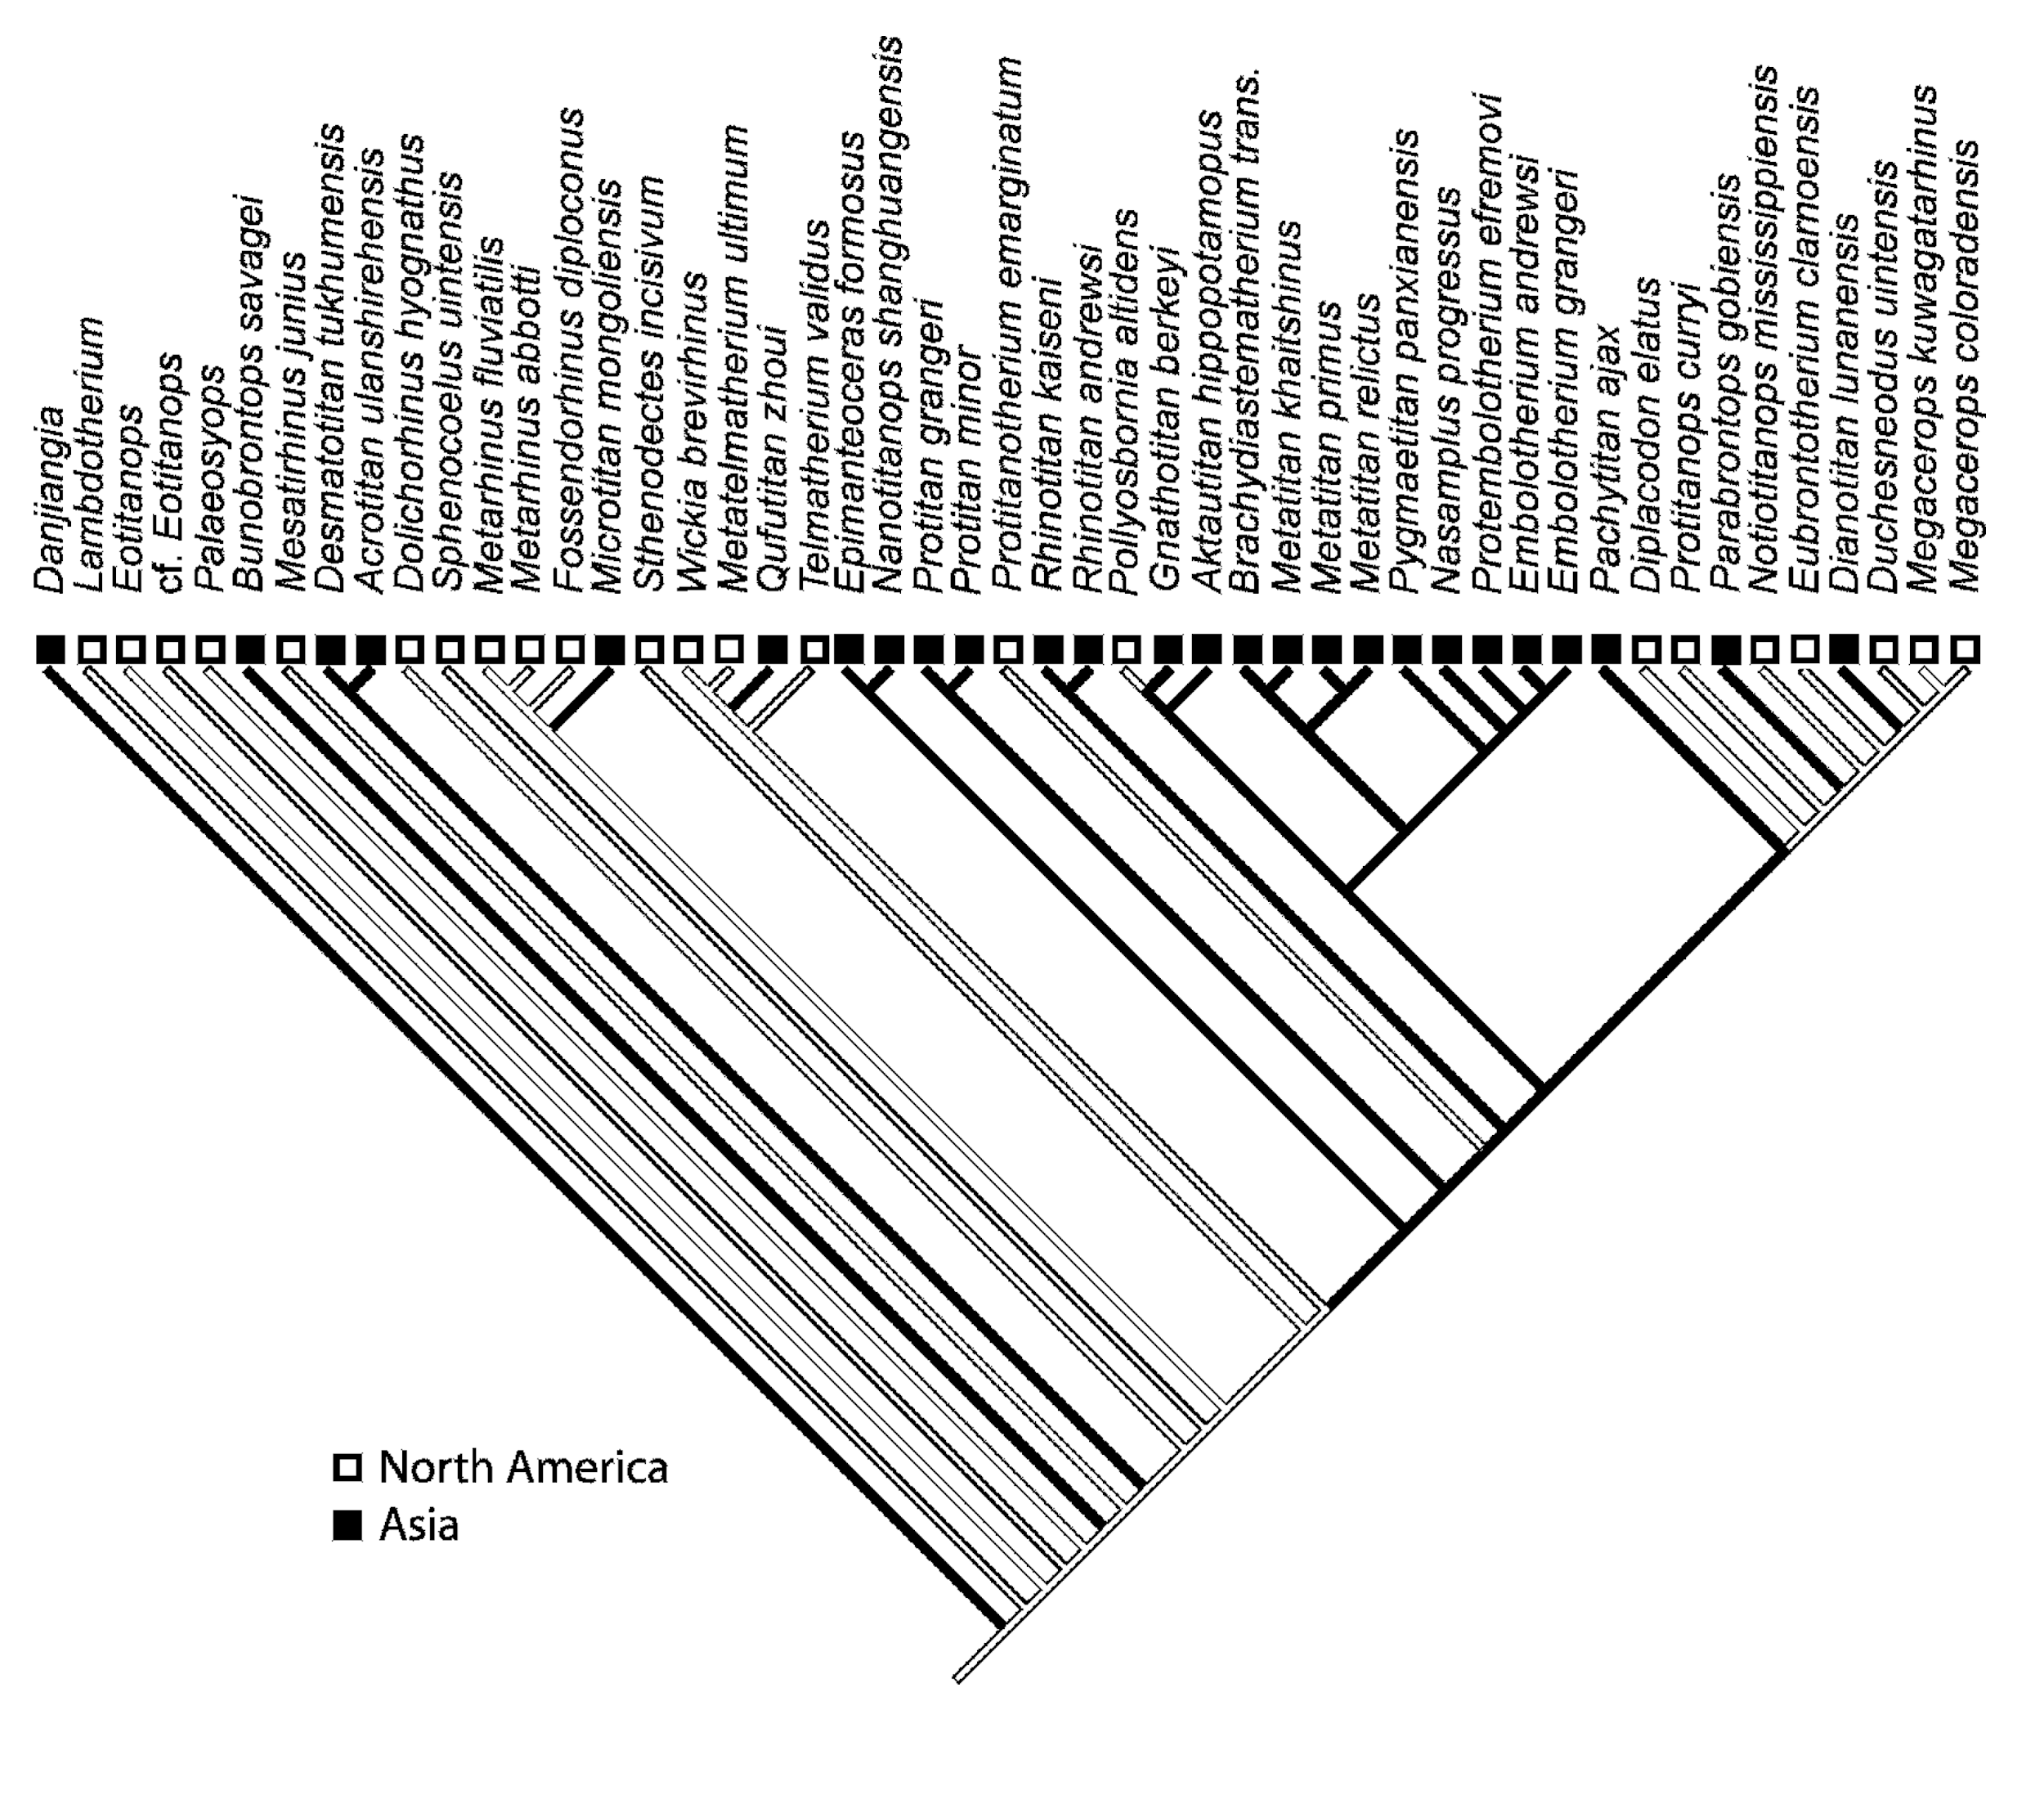 Danjiangia
Lambdotherium
Eotitanops
cf. Eotitanops
Palaeosyops
Bunobrontops savagei
Mesatirhinus junius
Desmatotitan tukhumensis
Acrotitan ulanshirehensis
Dolichorhinus hyognathus
Sphenocoelus uintensis
Metarhinus fluviatilis
Metarhinus abbotti
Fossendorhinus diploconus
Microtitan mongoliensis
Sthenodectes incisivum
Wickia brevirhinus
Metatelmatherium ultimum
Qufutitan zhoui
Telmatherium validus
Epimanteoceras formosus
Nanotitanops shanghuangensis
Protitan grangeri
Protitan minor
Protitanotherium emarginatum
Rhinotitan kaiseni
Rhinotitan andrewsi
Pollyosbornia altidens
Gnathotitan berkeyi
Aktautitan hippopotamopus
Brachydiastematherium trans.
Metatitan khaitshinus
Metatitan primus
Metatitan relictus
Pygmaetitan panxianensis
Nasamplus progressus
Protembolotherium efremovi
Embolotherium andrewsi
Embolotherium grangeri
Pachytitan ajax
Diplacodon elatus
Protitanops curryi
Parabrontops gobiensis
Notiotitanops mississippiensis
Eubrontotherium clarnoensis
Dianotitan lunanensis
Duchesneodus uintensis
Megacerops kuwagatarhinus
Megacerops coloradensis
North America
Asia